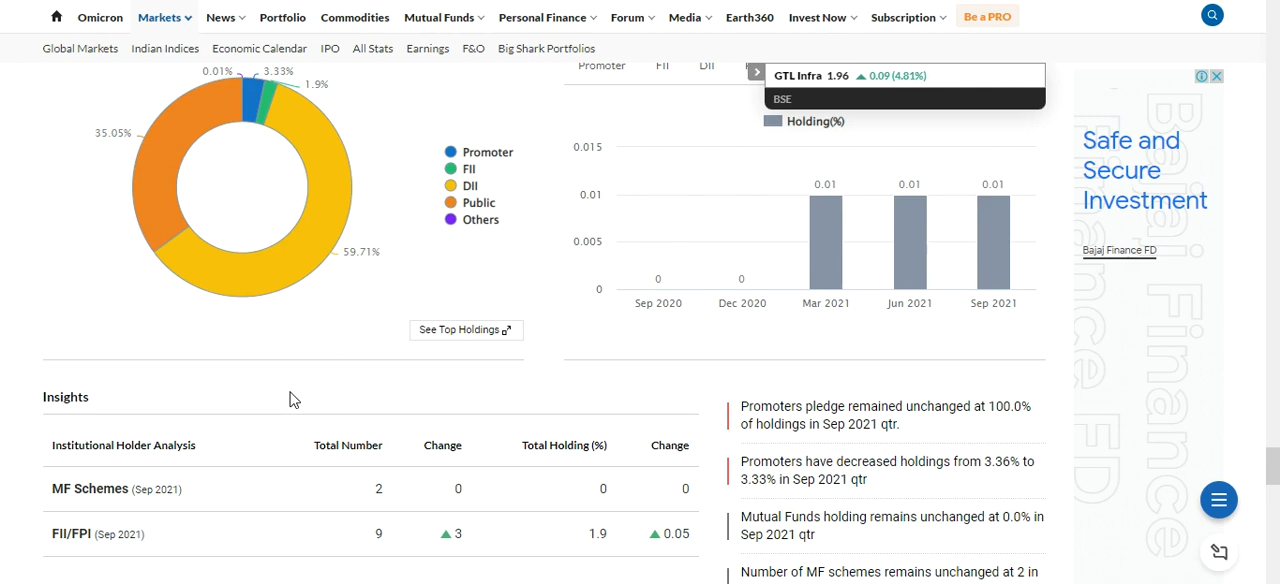 Omicron Markets News Portfolio Commodities Mutual Funds Personal Finance Forum Media Earth360 Invest Now Subscription Be a PRO
Global Markets Indian Indices Economic Calendar IPO All Stats Earnings F&O Big Shark Portfolios
0.01%
3.33%
1.9%
35.05%
59.71%
Promoter
FII
DII
Public
Others
See Top Holdings
Promoter FII DII
GTL Infra 1.96 0.09 (4.81%)
BSE
Holding(%)
0.015
0.01
0.005
0
0 0 0.01 0.01 0.01
Sep 2020 Dec 2020 Mar 2021 Jun 2021 Sep 2021
Safe and
Secure
Investment
Bajaj Finance FD
Bajaj Finance FD
Insights
Institutional Holder Analysis Total Number Change Total Holding (%) Change
MF Schemes (Sep 2021) 2 0 0 0
FII/FPI (Sep 2021) 9 3 1.9 0.05
Promoters pledge remained unchanged at 100.0%
of holdings in Sep 2021 qtr.
Promoters have decreased holdings from 3.36% to
3.33% in Sep 2021 qtr
Mutual Funds holding remains unchanged at 0.0% in
Sep 2021 qtr
Number of MF schemes remains unchanged at 2 in